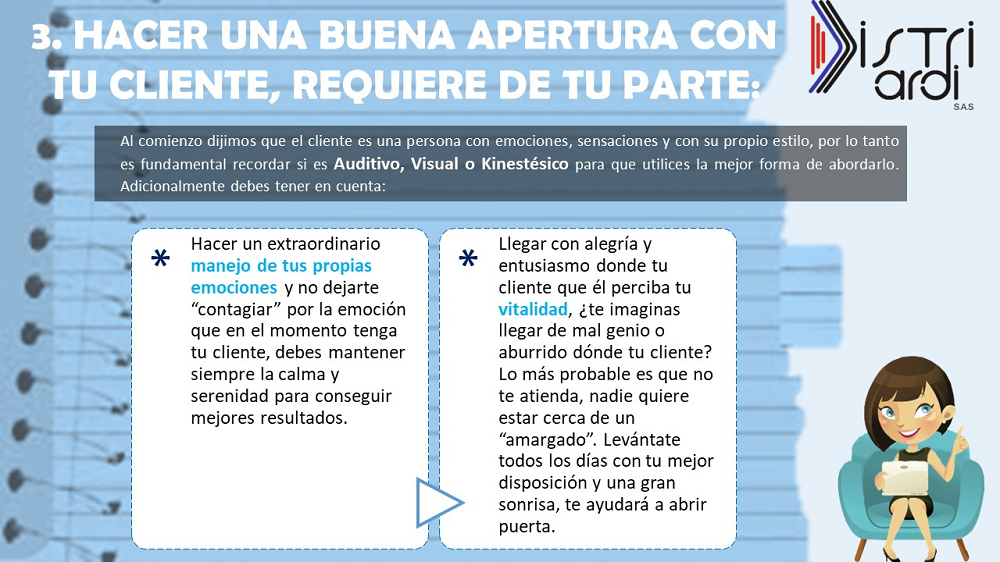 3. HACER UNA BUENA APERTURA CON
TU CLIENTE, REQUIERE DE TU PARTE:
DiSTRi
ardi
S.A.S
Al comienzo dijimos que el cliente es una persona con emociones, sensaciones y con su propio estilo, por lo tanto
es fundamental recordar si es Auditivo, Visual o Kinestésico para que utilices la mejor forma de abordarlo.
Adicionalmente debes tener en cuenta:
* Hacer un extraordinario
manejo de tus propias
emociones y no dejarte
“contagiar” por la emoción
que en el momento tenga
tu cliente, debes mantener
siempre la calma y
serenidad para conseguir
mejores resultados.
* Llegar con alegría y
entusiasmo donde tu
cliente que él perciba tu
vitalidad, ¿te imaginas
llegar de mal genio o
aburrido dónde tu cliente?
Lo más probable es que no
te atienda, nadie quiere
estar cerca de un
“amargado”. Levántate
todos los días con tu mejor
disposición y una gran
sonrisa, te ayudará a abrir
puerta.